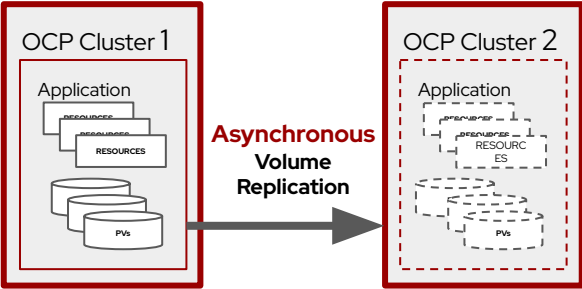 OCP Cluster 1
Application
RESOURCES
RESOURCES
RESOURCES
PVs
Asynchronous
Volume
Replication
OCP Cluster 2
Application
RESOURCES
RESOURCES
RESOURC
ES
PVs